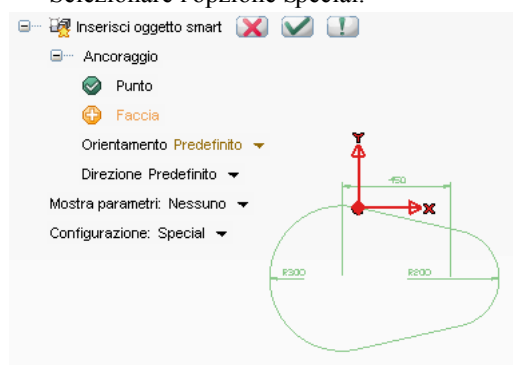 Selezionare l'opzione Special.
Inserisci oggetto smart
Ancoraggio
Punto
Faccia
Orientamento Predefinito
Direzione Predefinito
Mostra parametri: Nessuno
Configurazione: Special
Y
X
450
R300
R200